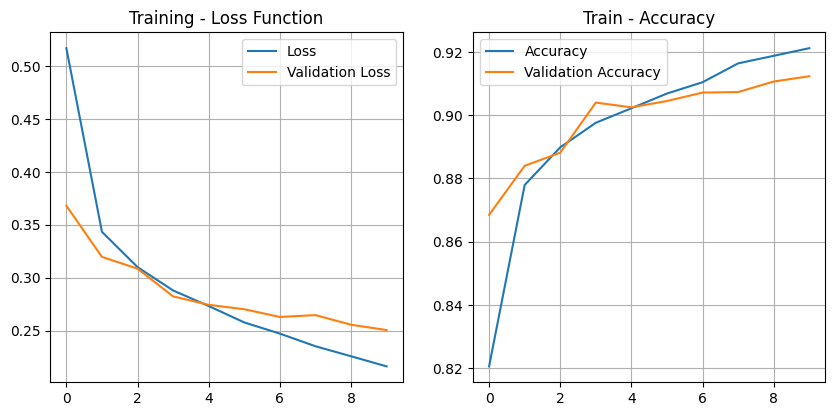 Training - Loss Function
Loss
Validation Loss
0.50
0.45
0.40
0.35
0.30
0.25
0 2 4 6 8
Train - Accuracy
Accuracy
Validation Accuracy
0.92
0.90
0.88
0.86
0.84
0.82
0 2 4 6 8